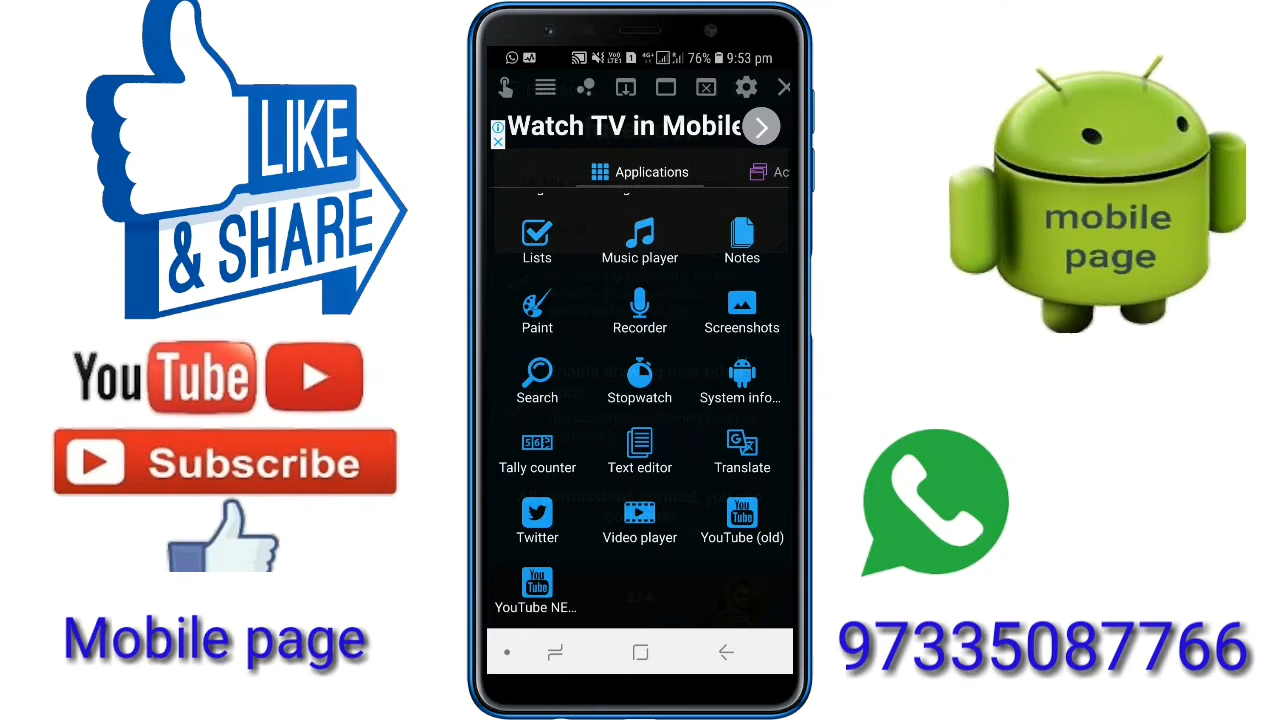 LIKE
& SHARE
YouTube
Subscribe
Mobile page
76% 9:53 pm
Watch TV in Mobile
Applications
Ac
Lists
Music player
Notes
Paint
Recorder
Screenshots
Search
Stopwatch
System info...
Tally counter
Text editor
Translate
Twitter
Video player
YouTube (old)
YouTube NE...
mobile
page
97335087766